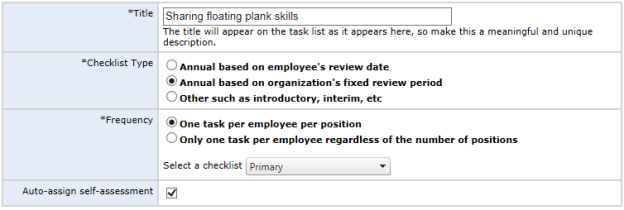 *Title
Sharing floating plank skills
The title will appear on the task list as it appears here, so make this a meaningful and unique
description.
*Checklist Type
Annual based on employee's review date
Annual based on organization's fixed review period
Other such as introductory, interim, etc
*Frequency
One task per employee per position
Only one task per employee regardless of the number of positions
Select a checklist Primary
Auto-assign self-assessment